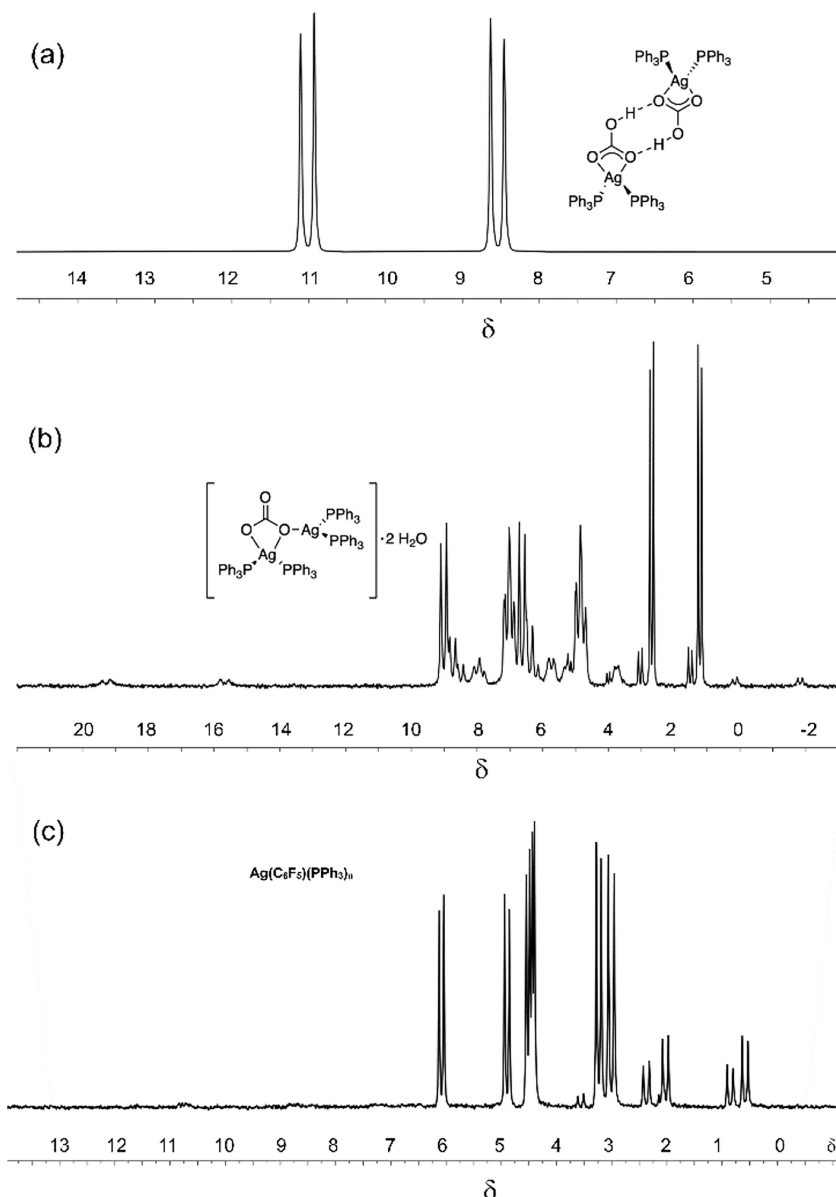 (a)
Ph₃P PPh₃
Ag
O H O O
O H O
O O
Ag
Ph₃P PPh₃
14 13 12 11 10 9 8 7 6 5
δ
(b)
O
O O Ag PPh₃
PPh₃
Ag
Ph₃P PPh₃
· 2 H₂O
20 18 16 14 12 10 8 6 4 2 0 -2
δ
(c)
Ag(C₆F₅)(PPh₃)ₙ
13 12 11 10 9 8 7 6 5 4 3 2 1 0 δ
δ